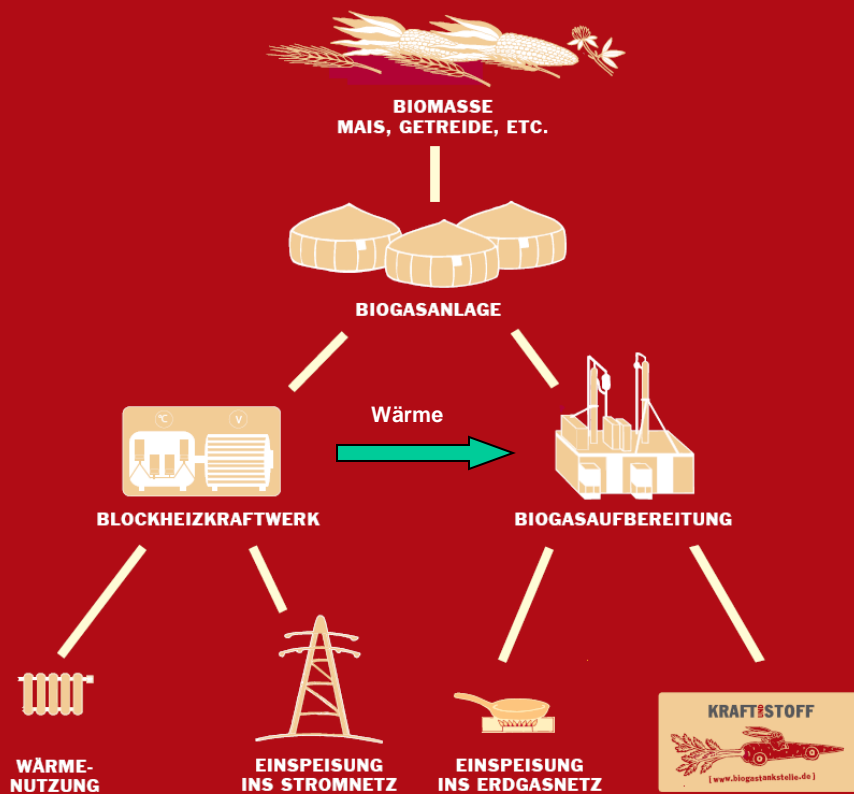 BIOMASSE
MAIS, GETREIDE, ETC.
BIOGASANLAGE
°C
V
Wärme
BLOCKHEIZKRAFTWERK
BIOGASAUFBEREITUNG
WÄRME-
NUTZUNG
EINSPEISUNG
INS STROMNETZ
EINSPEISUNG
INS ERDGASNETZ
KRAFT UND STOFF
[www.biogastankstelle.de]